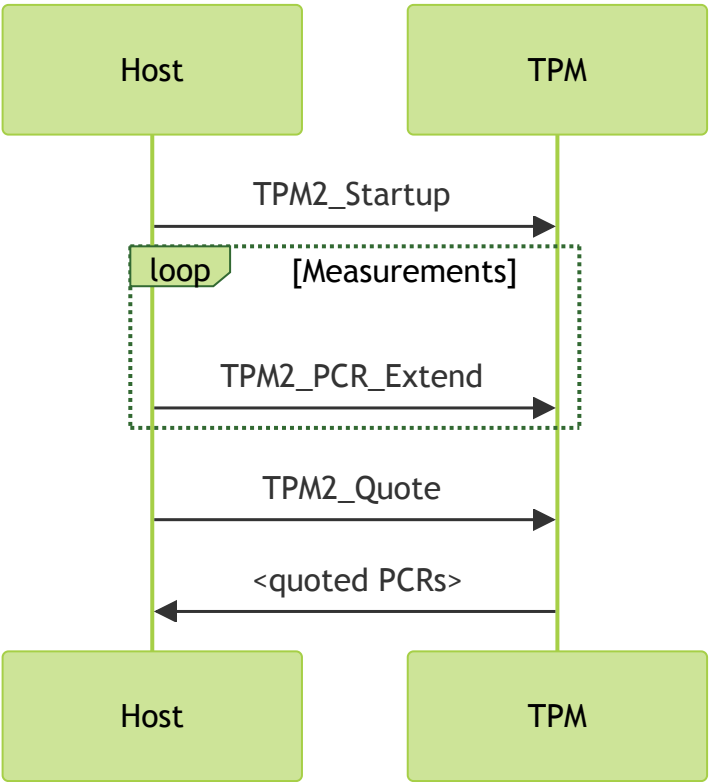 Host
TPM
TPM2_Startup
loop
[Measurements]
TPM2_PCR_Extend
TPM2_Quote
<quoted PCRs>
Host
TPM